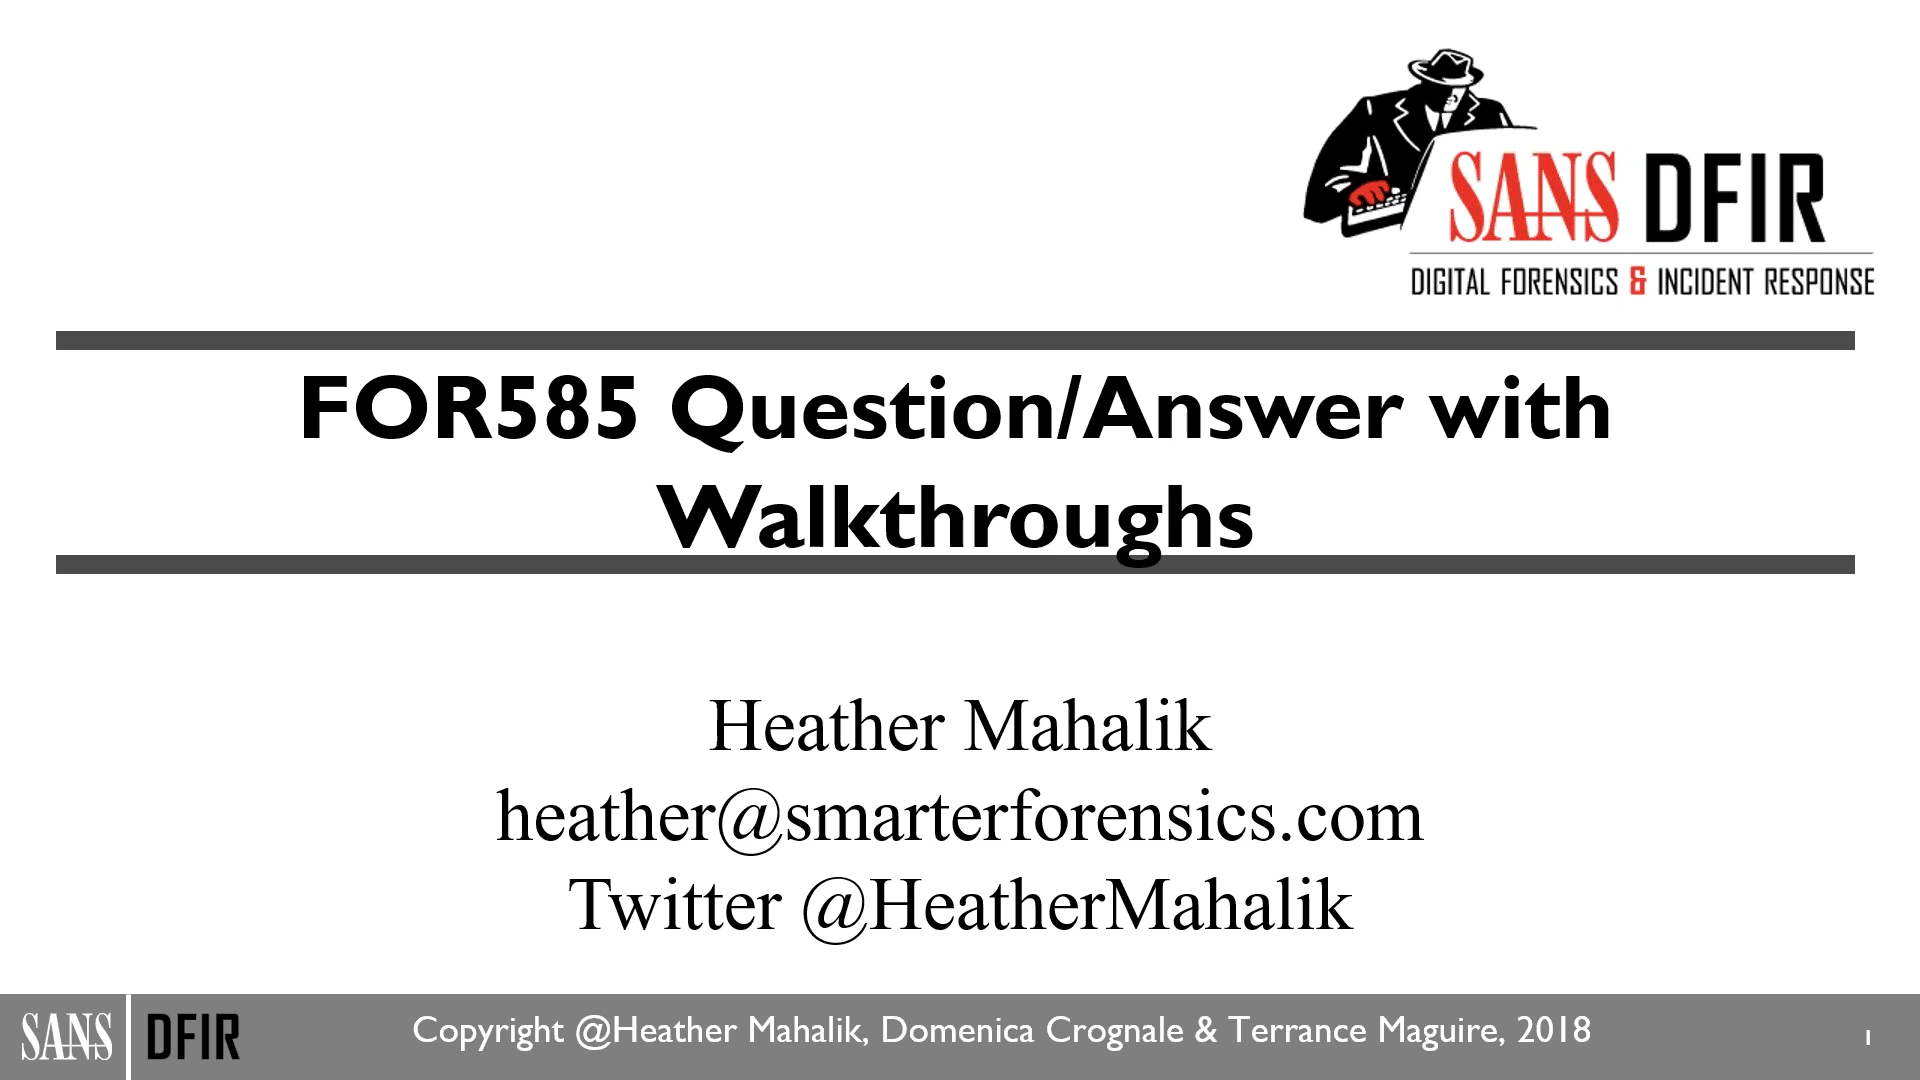 SANS DFIR
DIGITAL FORENSICS & INCIDENT RESPONSE
FOR585 Question/Answer with
Walkthroughs
Heather Mahalik
heather@smarterforensics.com
Twitter @HeatherMahalik
SANS DFIR
Copyright @Heather Mahalik, Domenica Crognale & Terrance Maguire, 2018
1